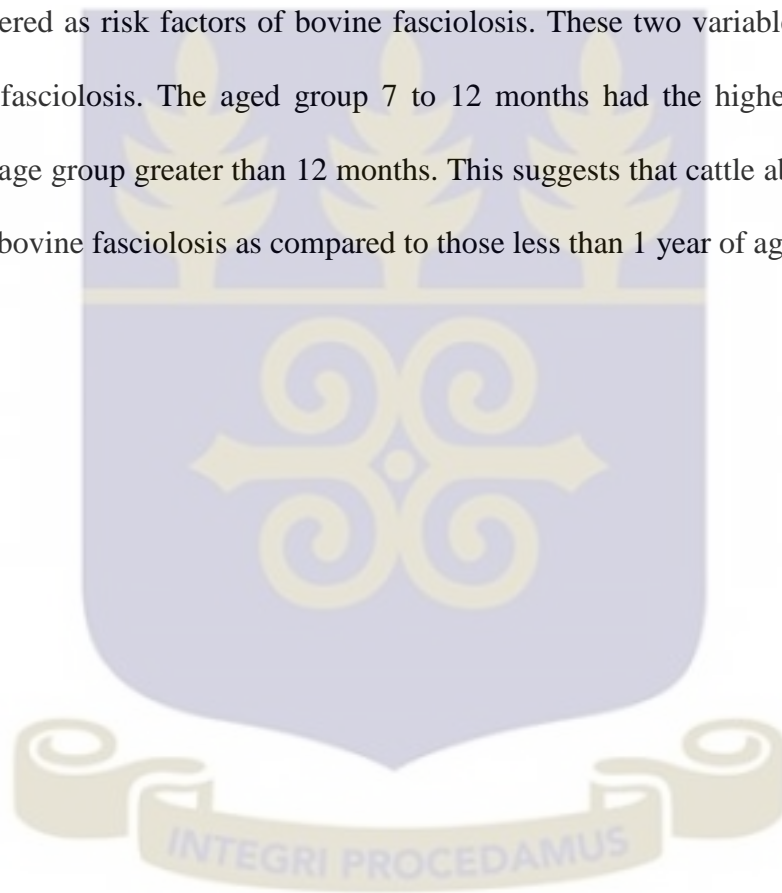 ered as risk factors of bovine fasciolosis. These two variabl
fasciolosis. The aged group 7 to 12 months had the highe
age group greater than 12 months. This suggests that cattle a
bovine fasciolosis as compared to those less than 1 year of ag
INTEGRI PROCEDAMUS